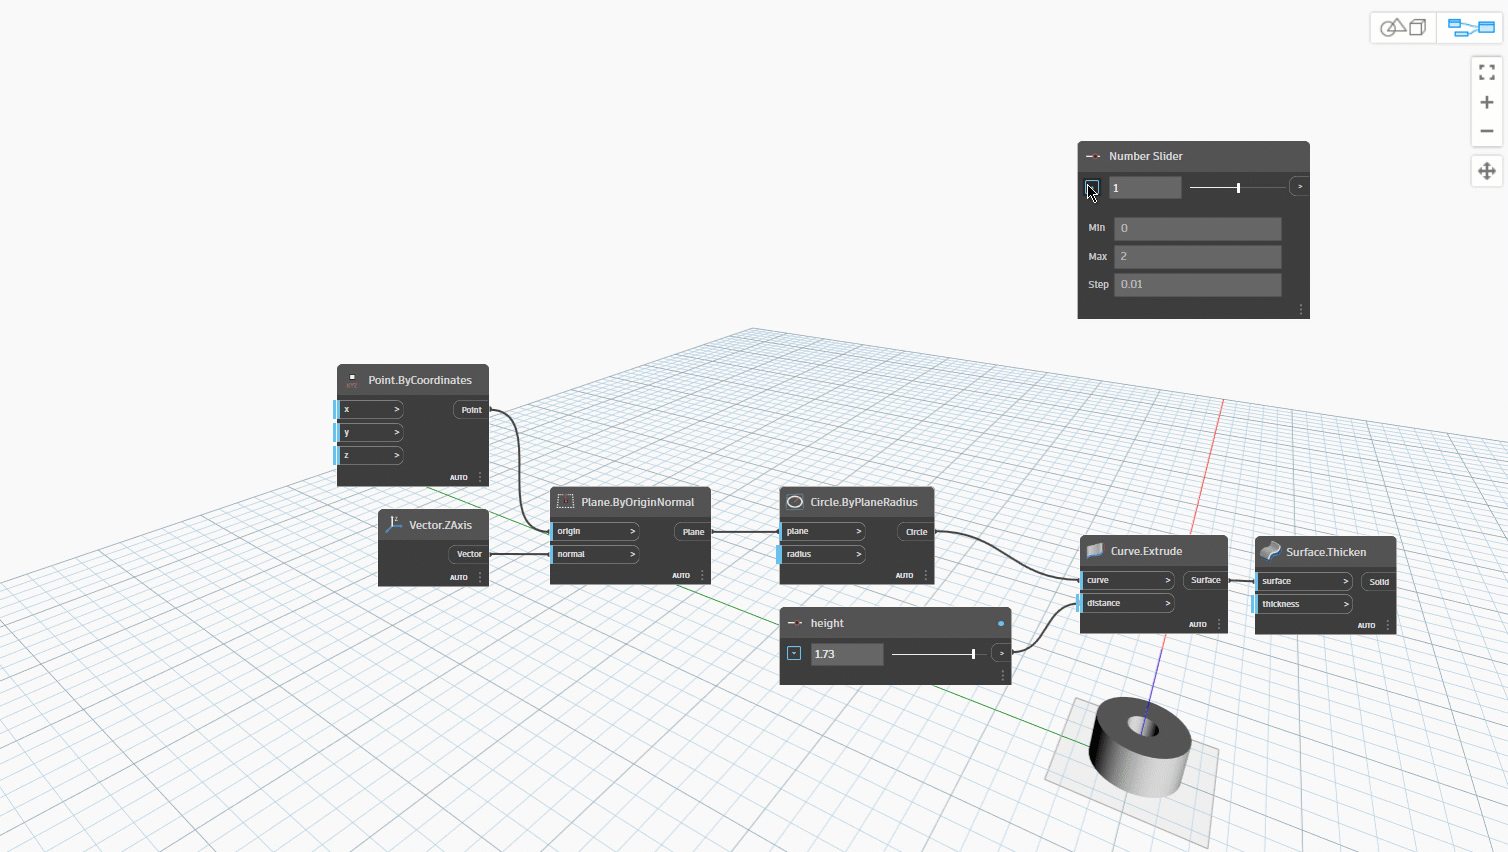 Number Slider
1
>
Min 0
Max 2
Step 0.01
Point.ByCoordinates
x > Point
y >
z >
AUTO
Vector.ZAxis
Vector
AUTO
Plane.ByOriginNormal
origin > Plane
normal >
AUTO
Circle.ByPlaneRadius
plane > Circle
radius >
AUTO
height
1.73 >
Curve.Extrude
curve > Surface
distance >
AUTO
Surface.Thicken
surface > Solid
thickness >
AUTO